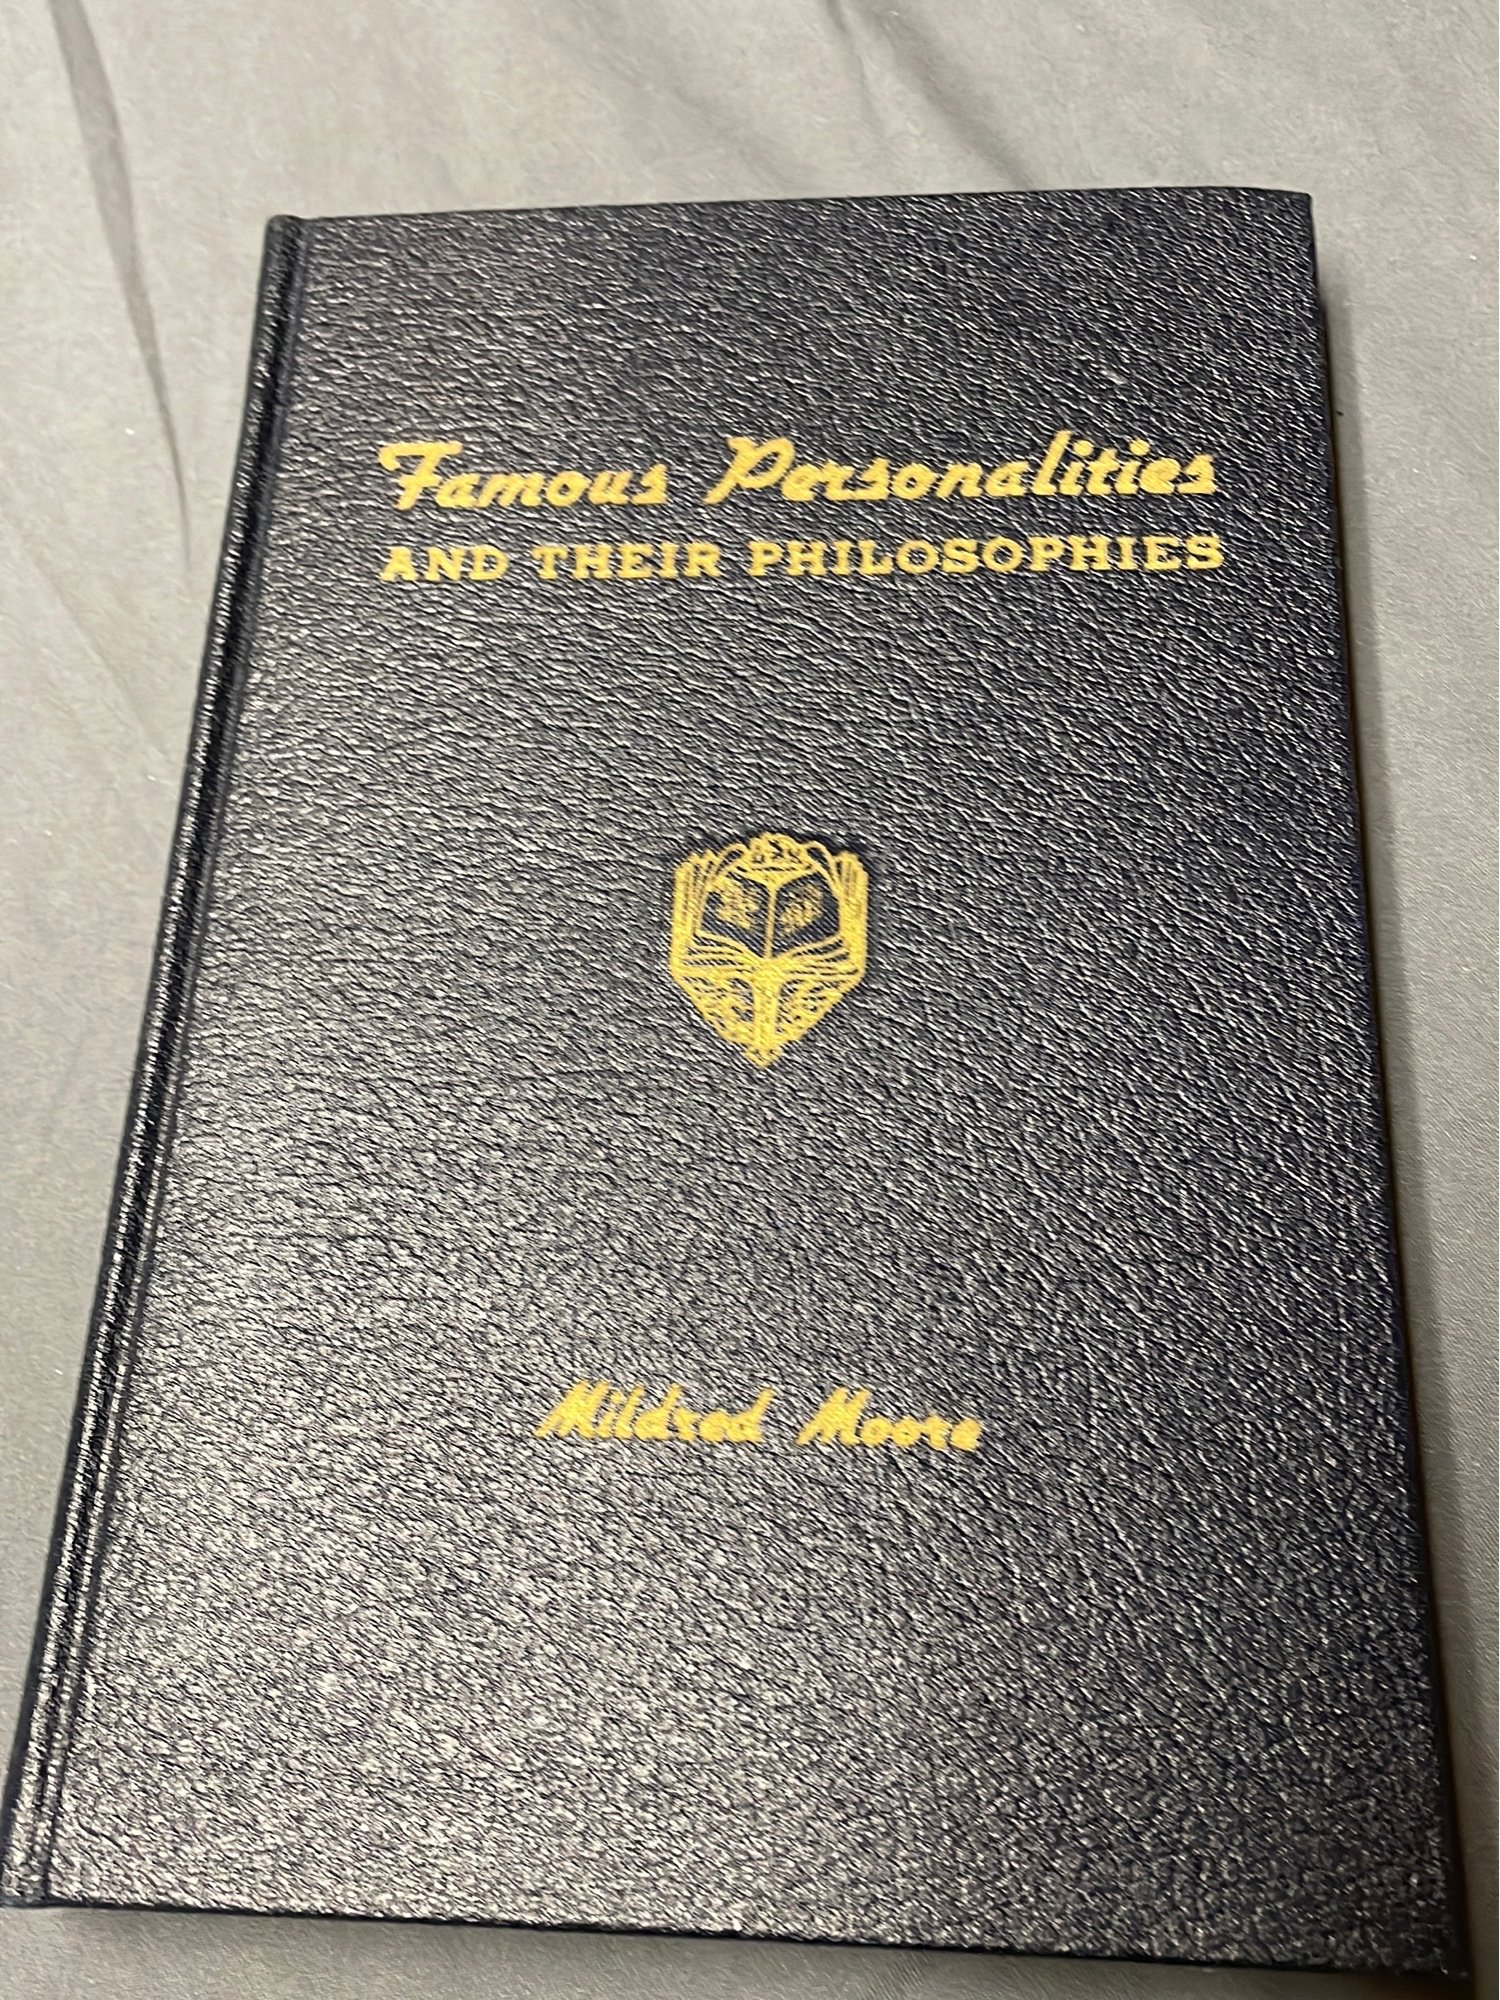 Famous Personalities
AND THEIR PHILOSOPHIES
Mildred Moore